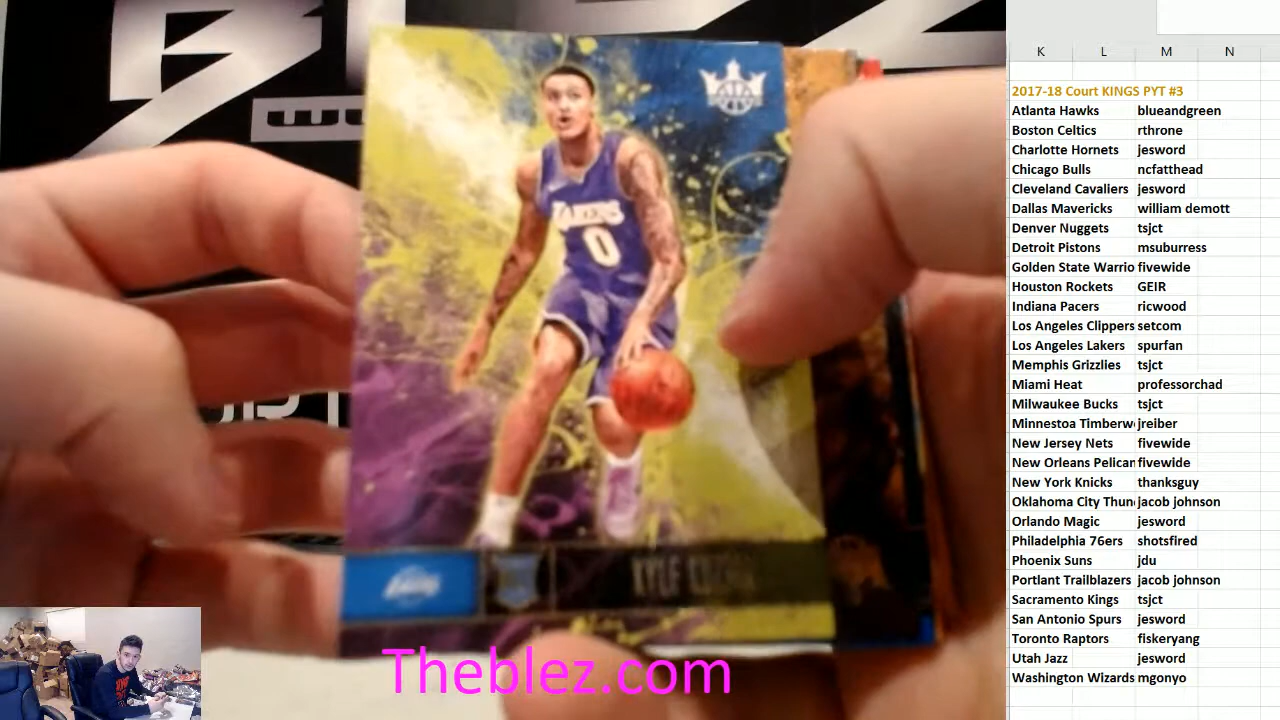 K L M N
2017-18 Court KINGS PYT #3
Atlanta Hawks blueandgreen
Boston Celtics rthrone
Charlotte Hornets jesword
Chicago Bulls ncfatthead
Cleveland Cavaliers jesword
Dallas Mavericks william demott
Denver Nuggets tsjct
Detroit Pistons msuburress
Golden State Warrio fivewide
Houston Rockets GEIR
Indiana Pacers ricwood
Los Angeles Clippers setcom
Los Angeles Lakers spurfan
Memphis Grizzlies tsjct
Miami Heat professorchad
Milwaukee Bucks tsjct
Minnestoa Timberw jreiber
New Jersey Nets fivewide
New Orleans Pelican fivewide
New York Knicks thanksguy
Oklahoma City Thun jacob johnson
Orlando Magic jesword
Philadelphia 76ers shotsfired
Phoenix Suns jdu
Portlant Trailblazers jacob johnson
Sacramento Kings tsjct
San Antonio Spurs jesword
Toronto Raptors fiskeryang
Utah Jazz jesword
Washington Wizards mgonyo
LAKERS
0
KYLE
Theblez.com